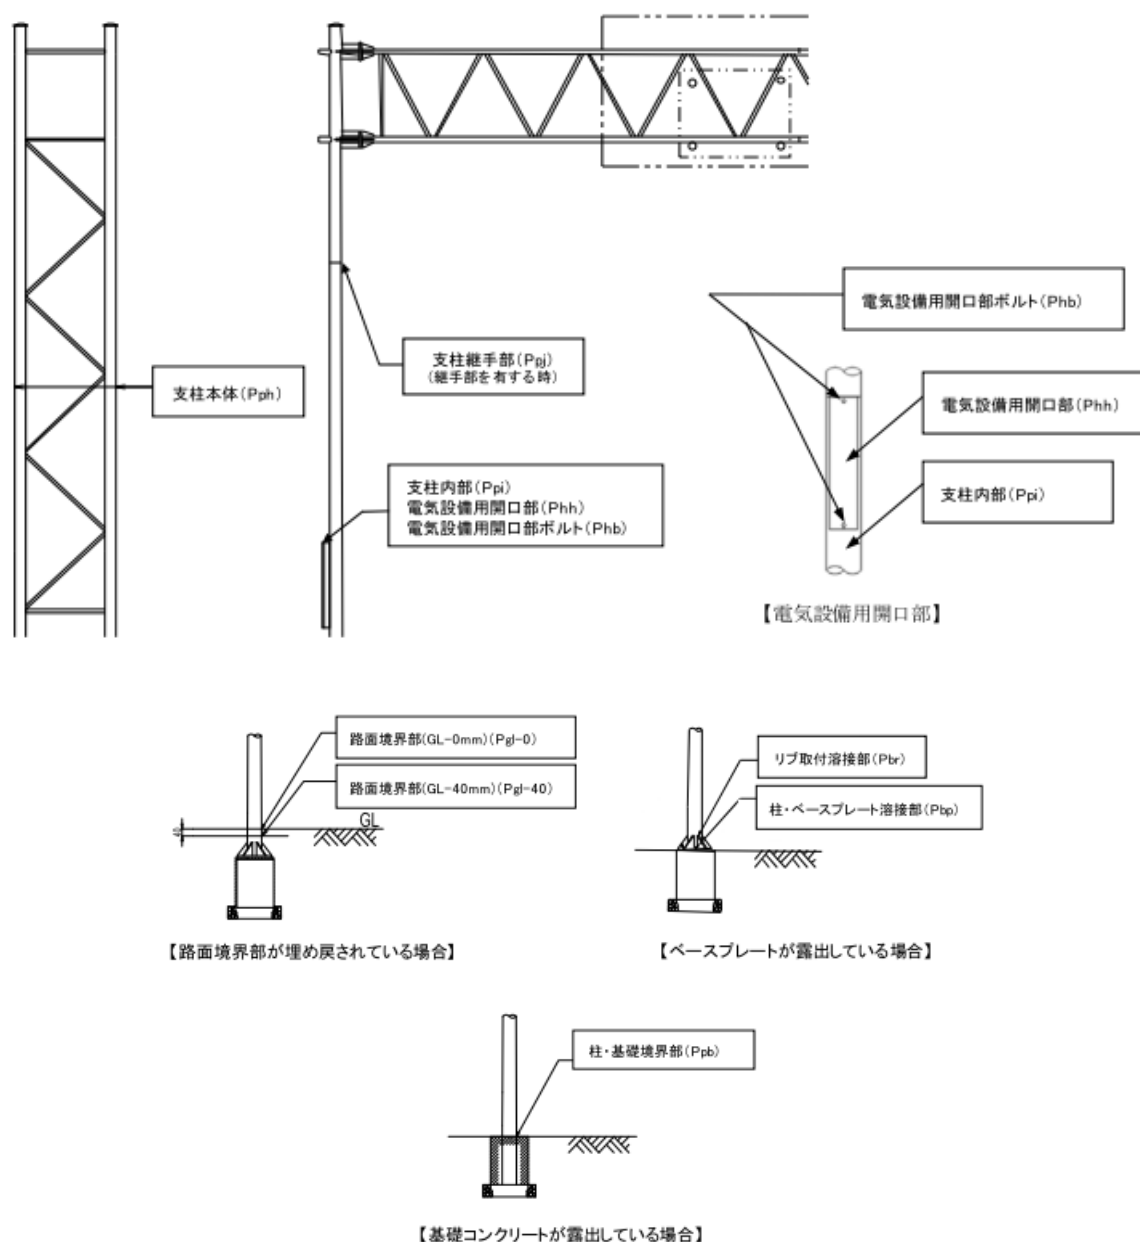 電気設備用開口部ボルト(Phb)
支柱継手部(Ppj)
(継手部を有する時)
支柱本体(Pph)
電気設備用開口部(Phh)
支柱内部(Ppi)
電気設備用開口部(Phh)
電気設備用開口部ボルト(Phb)
支柱内部(Ppi)
【電気設備用開口部】
路面境界部(GL-0mm)(Pgl-0)
路面境界部(GL-40mm)(Pgl-40)
GL
40
リブ取付溶接部(Pbr)
柱・ベースプレート溶接部(Pbp)
【路面境界部が埋め戻されている場合】
【ベースプレートが露出している場合】
柱・基礎境界部(Ppb)
【基礎コンクリートが露出している場合】